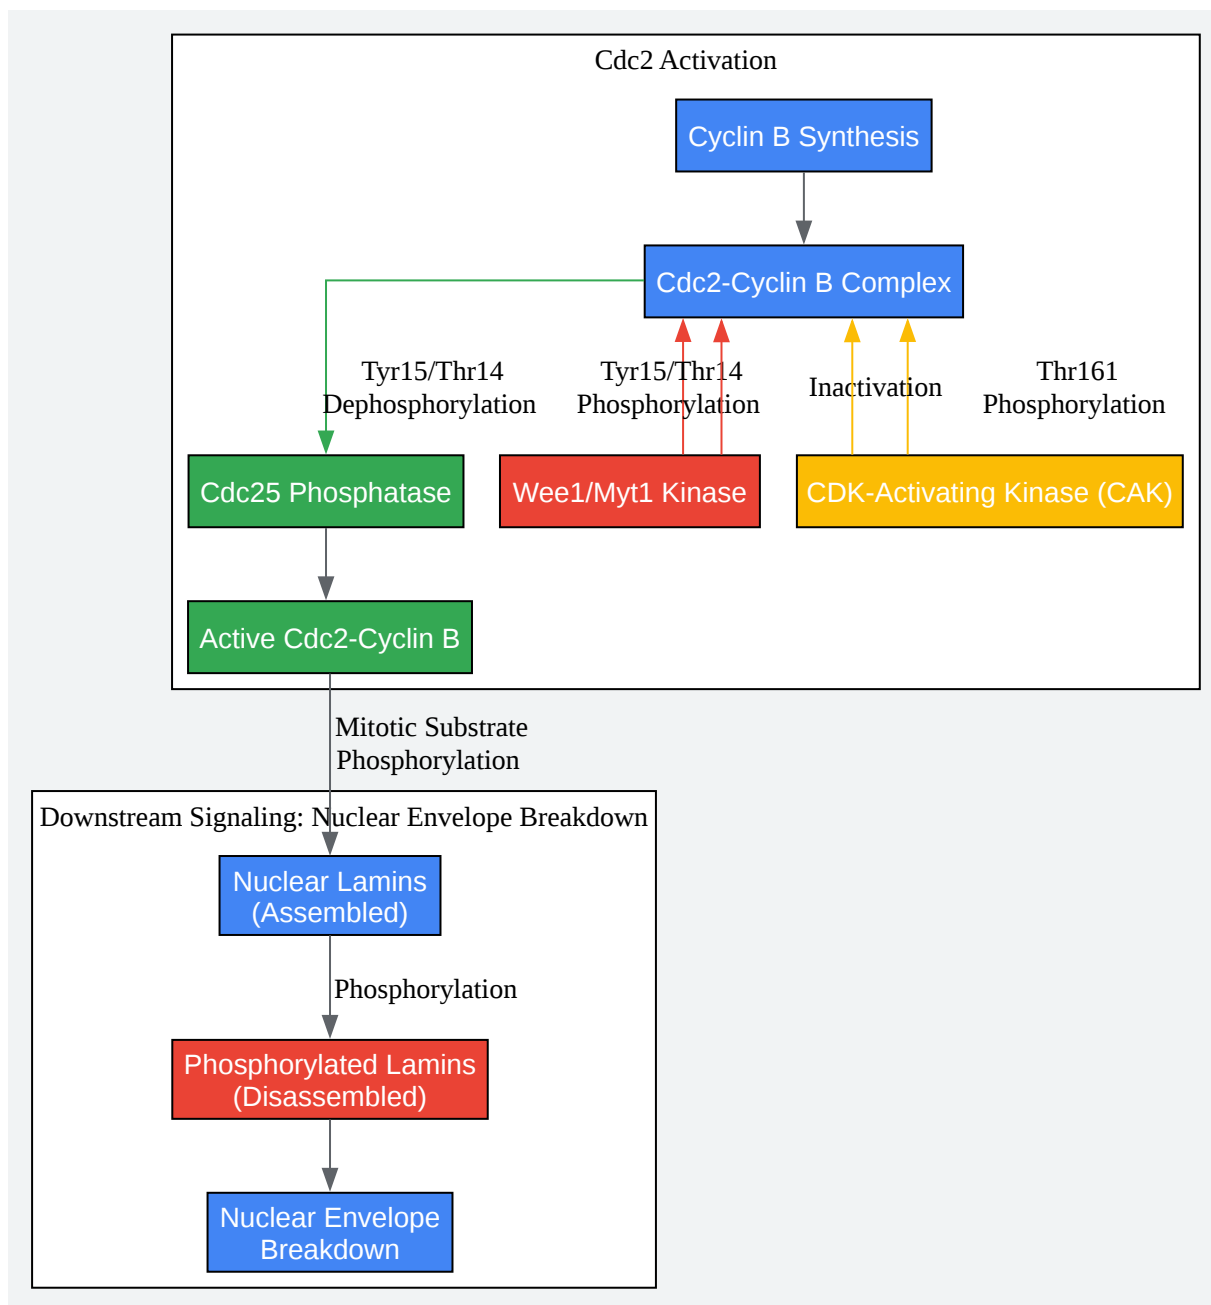 Cdc2 Activation
Cyclin B Synthesis
Cdc2-Cyclin B Complex
Tyr15/Thr14
Dephosphorylation
Tyr15/Thr14
Phosphorylation
Inactivation
Thr161
Phosphorylation
Cdc25 Phosphatase
Wee1/Myt1 Kinase
CDK-Activating Kinase (CAK)
Active Cdc2-Cyclin B
Mitotic Substrate
Phosphorylation
Downstream Signaling: Nuclear Envelope Breakdown
Nuclear Lamins
(Assembled)
Phosphorylation
Phosphorylated Lamins
(Disassembled)
Nuclear Envelope
Breakdown